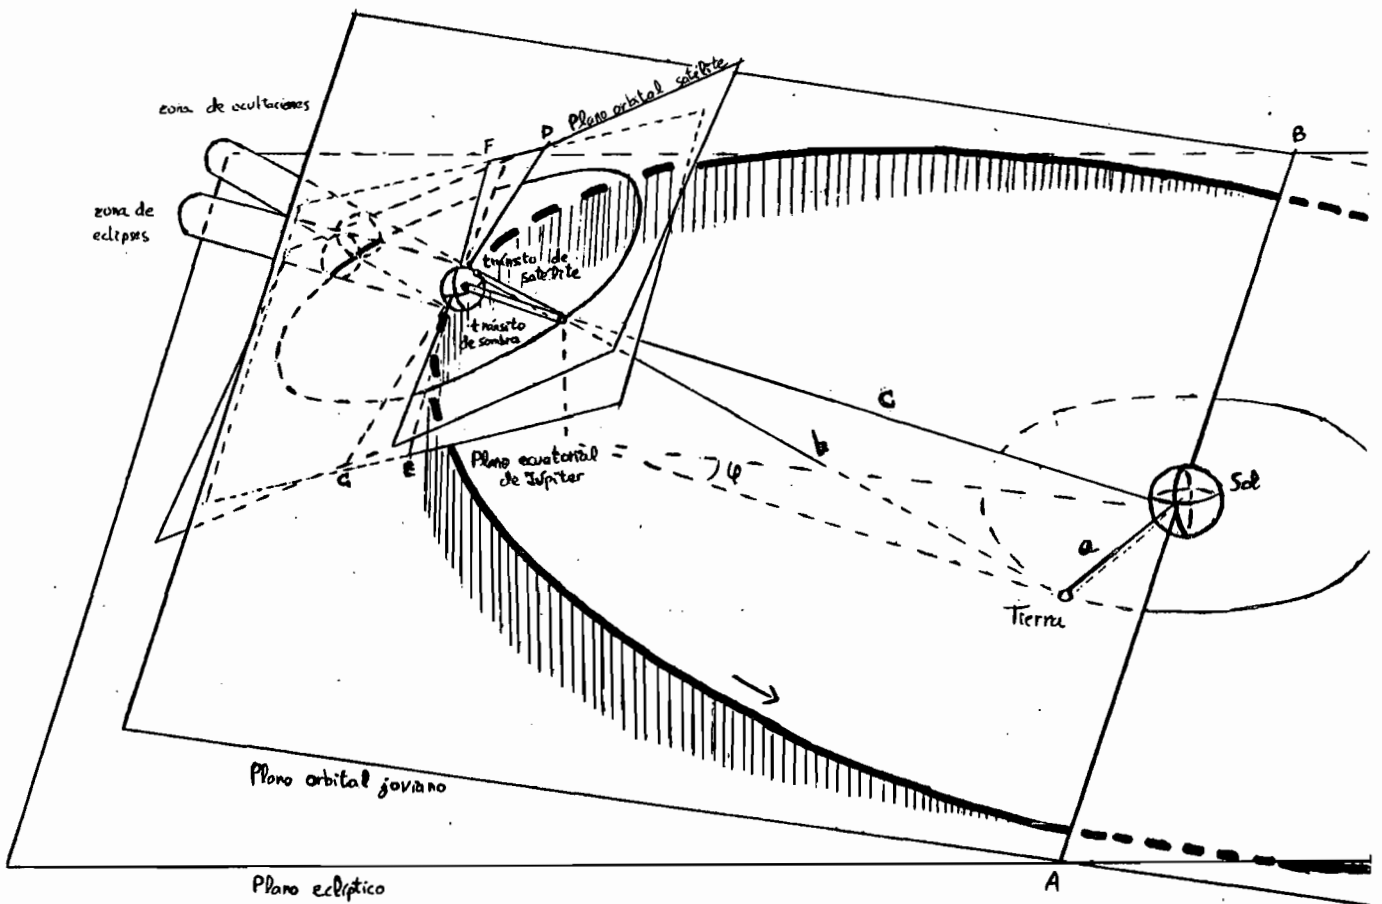 zona de ocultaciones
Plano orbital satélite
F
D
B
zona de
eclipses
tránsito de
satélite
tránsito
de sombra
c
b
G
E
Plano ecuatorial
de Júpiter
φ
Sol
a
Tierra
Plano orbital joviano
A
Plano eclíptico